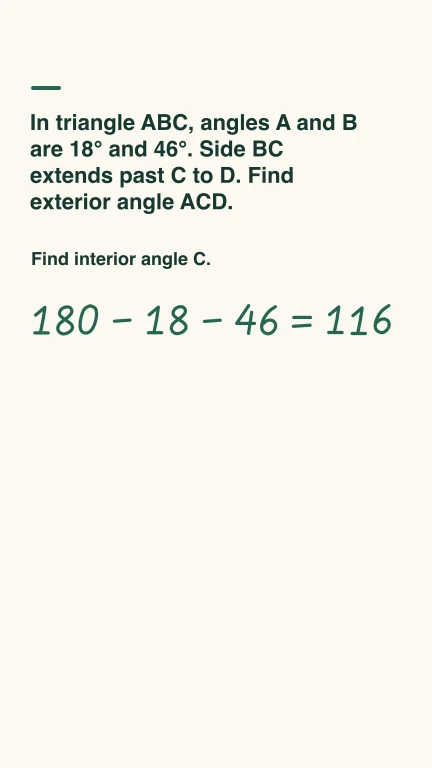 In triangle ABC, angles A and B
are 18° and 46°. Side BC
extends past C to D. Find
exterior angle ACD.
Find interior angle C.
180 − 18 − 46 = 116